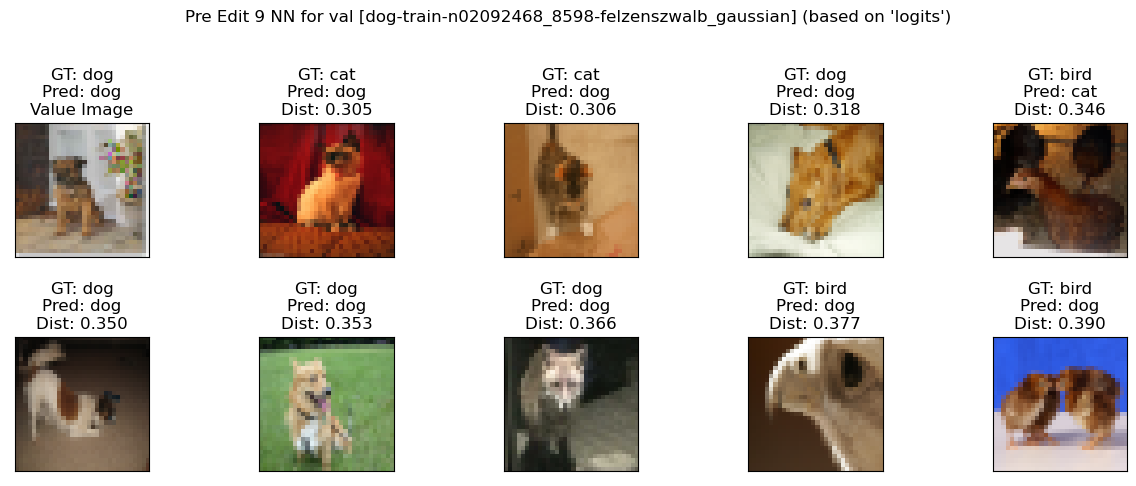 Pre Edit 9 NN for val [dog-train-n02092468_8598-felzenszwalb_gaussian] (based on 'logits')
GT: dog
Pred: dog
Value Image
GT: cat
Pred: dog
Dist: 0.305
GT: cat
Pred: dog
Dist: 0.306
GT: dog
Pred: dog
Dist: 0.318
GT: bird
Pred: cat
Dist: 0.346
GT: dog
Pred: dog
Dist: 0.350
GT: dog
Pred: dog
Dist: 0.353
GT: dog
Pred: dog
Dist: 0.366
GT: bird
Pred: dog
Dist: 0.377
GT: bird
Pred: dog
Dist: 0.390